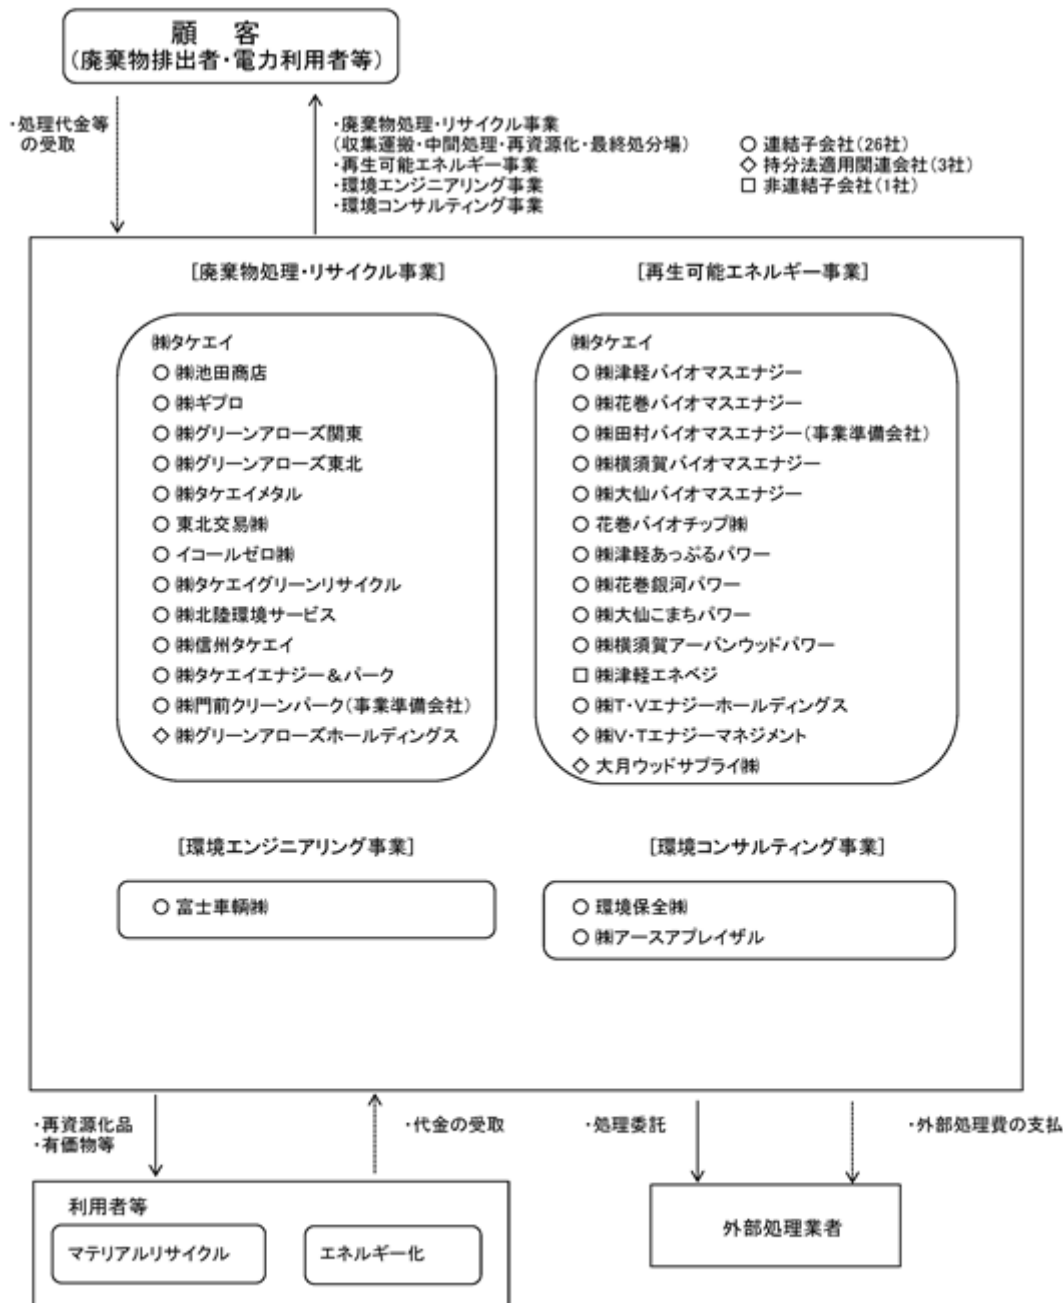 顧　客
(廃棄物排出者・電力利用者等)
・処理代金等
の受取
・廃棄物処理・リサイクル事業
(収集運搬・中間処理・再資源化・最終処分場)
・再生可能エネルギー事業
・環境エンジニアリング事業
・環境コンサルティング事業
○ 連結子会社(26社)
◇ 持分法適用関連会社(3社)
□ 非連結子会社(1社)
[廃棄物処理・リサイクル事業]
㈱タケエイ
○ ㈱池田商店
○ ㈱ギプロ
○ ㈱グリーンアローズ関東
○ ㈱グリーンアローズ東北
○ ㈱タケエイメタル
○ 東北交易㈱
○ イコールゼロ㈱
○ ㈱タケエイグリーンリサイクル
○ ㈱北陸環境サービス
○ ㈱信州タケエイ
○ ㈱タケエイエナジー＆パーク
○ ㈱門前クリーンパーク(事業準備会社)
◇ ㈱グリーンアローズホールディングス
[再生可能エネルギー事業]
㈱タケエイ
○ ㈱津軽バイオマスエナジー
○ ㈱花巻バイオマスエナジー
○ ㈱田村バイオマスエナジー(事業準備会社)
○ ㈱横須賀バイオマスエナジー
○ ㈱大仙バイオマスエナジー
○ 花巻バイオチップ㈱
○ ㈱津軽あっぷるパワー
○ ㈱花巻銀河パワー
○ ㈱大仙こまちパワー
○ ㈱横須賀アーバンウッドパワー
□ ㈱津軽エネベジ
○ ㈱T・Vエナジーホールディングス
◇ ㈱V・Tエナジーマネジメント
◇ 大月ウッドサプライ㈱
[環境エンジニアリング事業]
○ 富士車輌㈱
[環境コンサルティング事業]
○ 環境保全㈱
○ ㈱アースアプレイザル
・再資源化品
・有価物等
・代金の受取
・処理委託
・外部処理費の支払
利用者等
マテリアルリサイクル
エネルギー化
外部処理業者